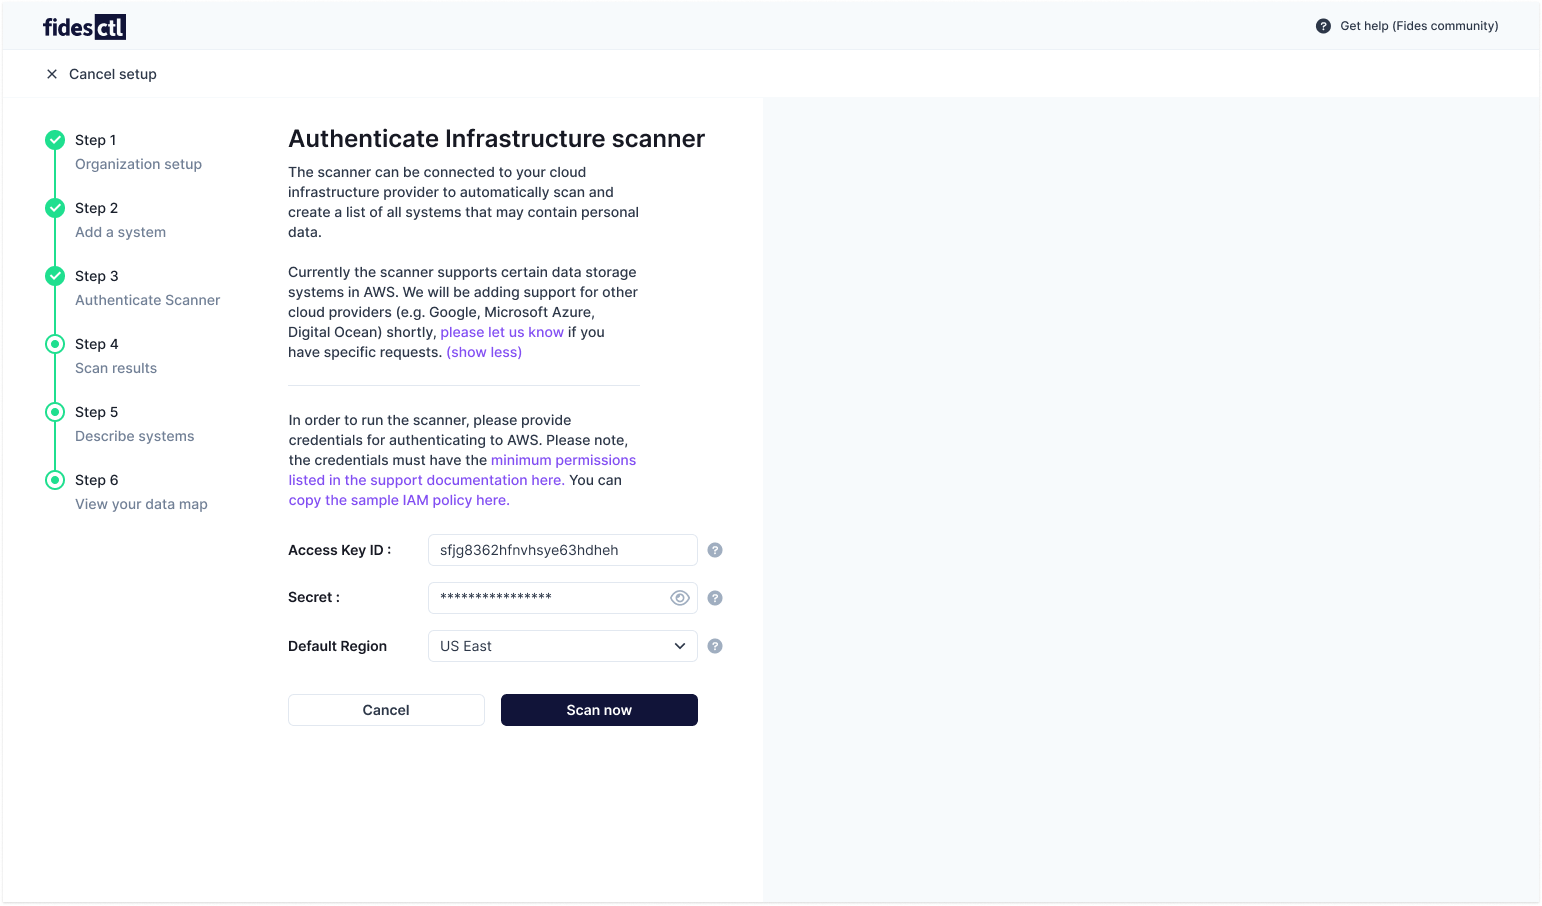 fidesctl
Get help (Fides community)
Cancel setup
Step 1
Organization setup
Step 2
Add a system
Step 3
Authenticate Scanner
Step 4
Scan results
Step 5
Describe systems
Step 6
View your data map
Authenticate Infrastructure scanner
The scanner can be connected to your cloud
infrastructure provider to automatically scan and
create a list of all systems that may contain personal
data.
Currently the scanner supports certain data storage
systems in AWS. We will be adding support for other
cloud providers (e.g. Google, Microsoft Azure,
Digital Ocean) shortly, please let us know if you
have specific requests. (show less)
In order to run the scanner, please provide
credentials for authenticating to AWS. Please note,
the credentials must have the minimum permissions
listed in the support documentation here. You can
copy the sample IAM policy here.
Access Key ID : sfjg8362hfnvhsye63hdheh ?
Secret : **************** ?
Default Region US East ?
Cancel Scan now